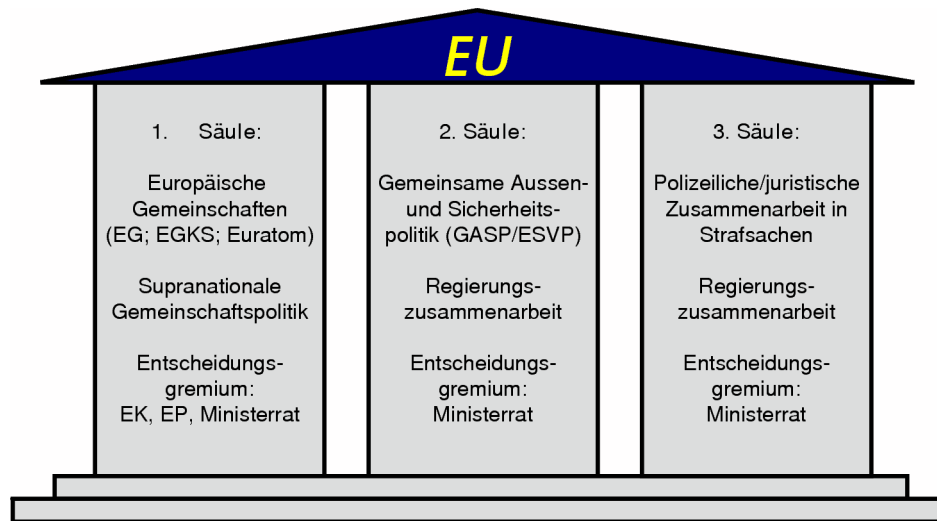 EU
1. Säule:
Europäische
Gemeinschaften
(EG; EGKS; Euratom)
Supranationale
Gemeinschaftspolitik
Entscheidungs-
gremium:
EK, EP, Ministerrat
2. Säule:
Gemeinsame Aussen-
und Sicherheits-
politik (GASP/ESVP)
Regierungs-
zusammenarbeit
Entscheidungs-
gremium:
Ministerrat
3. Säule:
Polizeiliche/juristische
Zusammenarbeit in
Strafsachen
Regierungs-
zusammenarbeit
Entscheidungs-
gremium:
Ministerrat